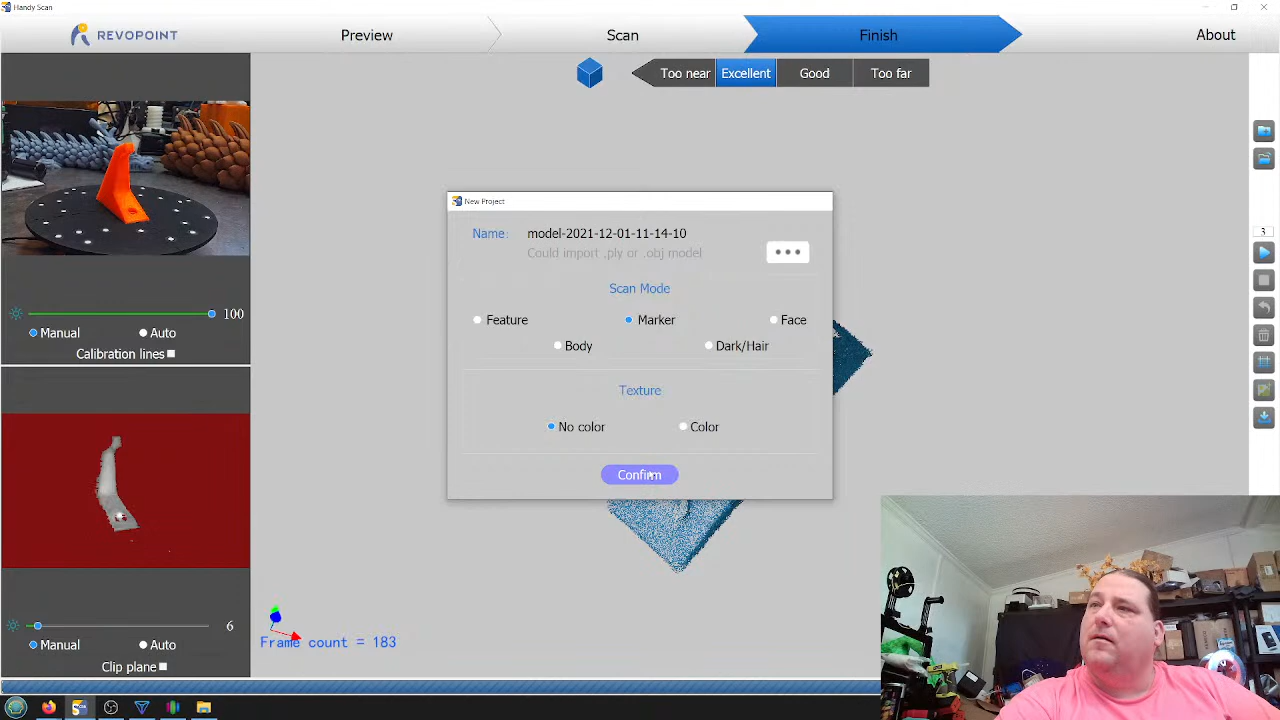 Handy Scan
REVOPOINT
Preview
Scan
Finish
About
Too near
Excellent
Good
Too far
100
Manual
Auto
Calibration lines
New Project
Name:
model-2021-12-01-11-14-10
Could import .ply or .obj model
Scan Mode
Feature
Marker
Face
Body
Dark/Hair
Texture
No color
Color
Confirm
3
6
Manual
Auto
Clip plane
Frame count = 183